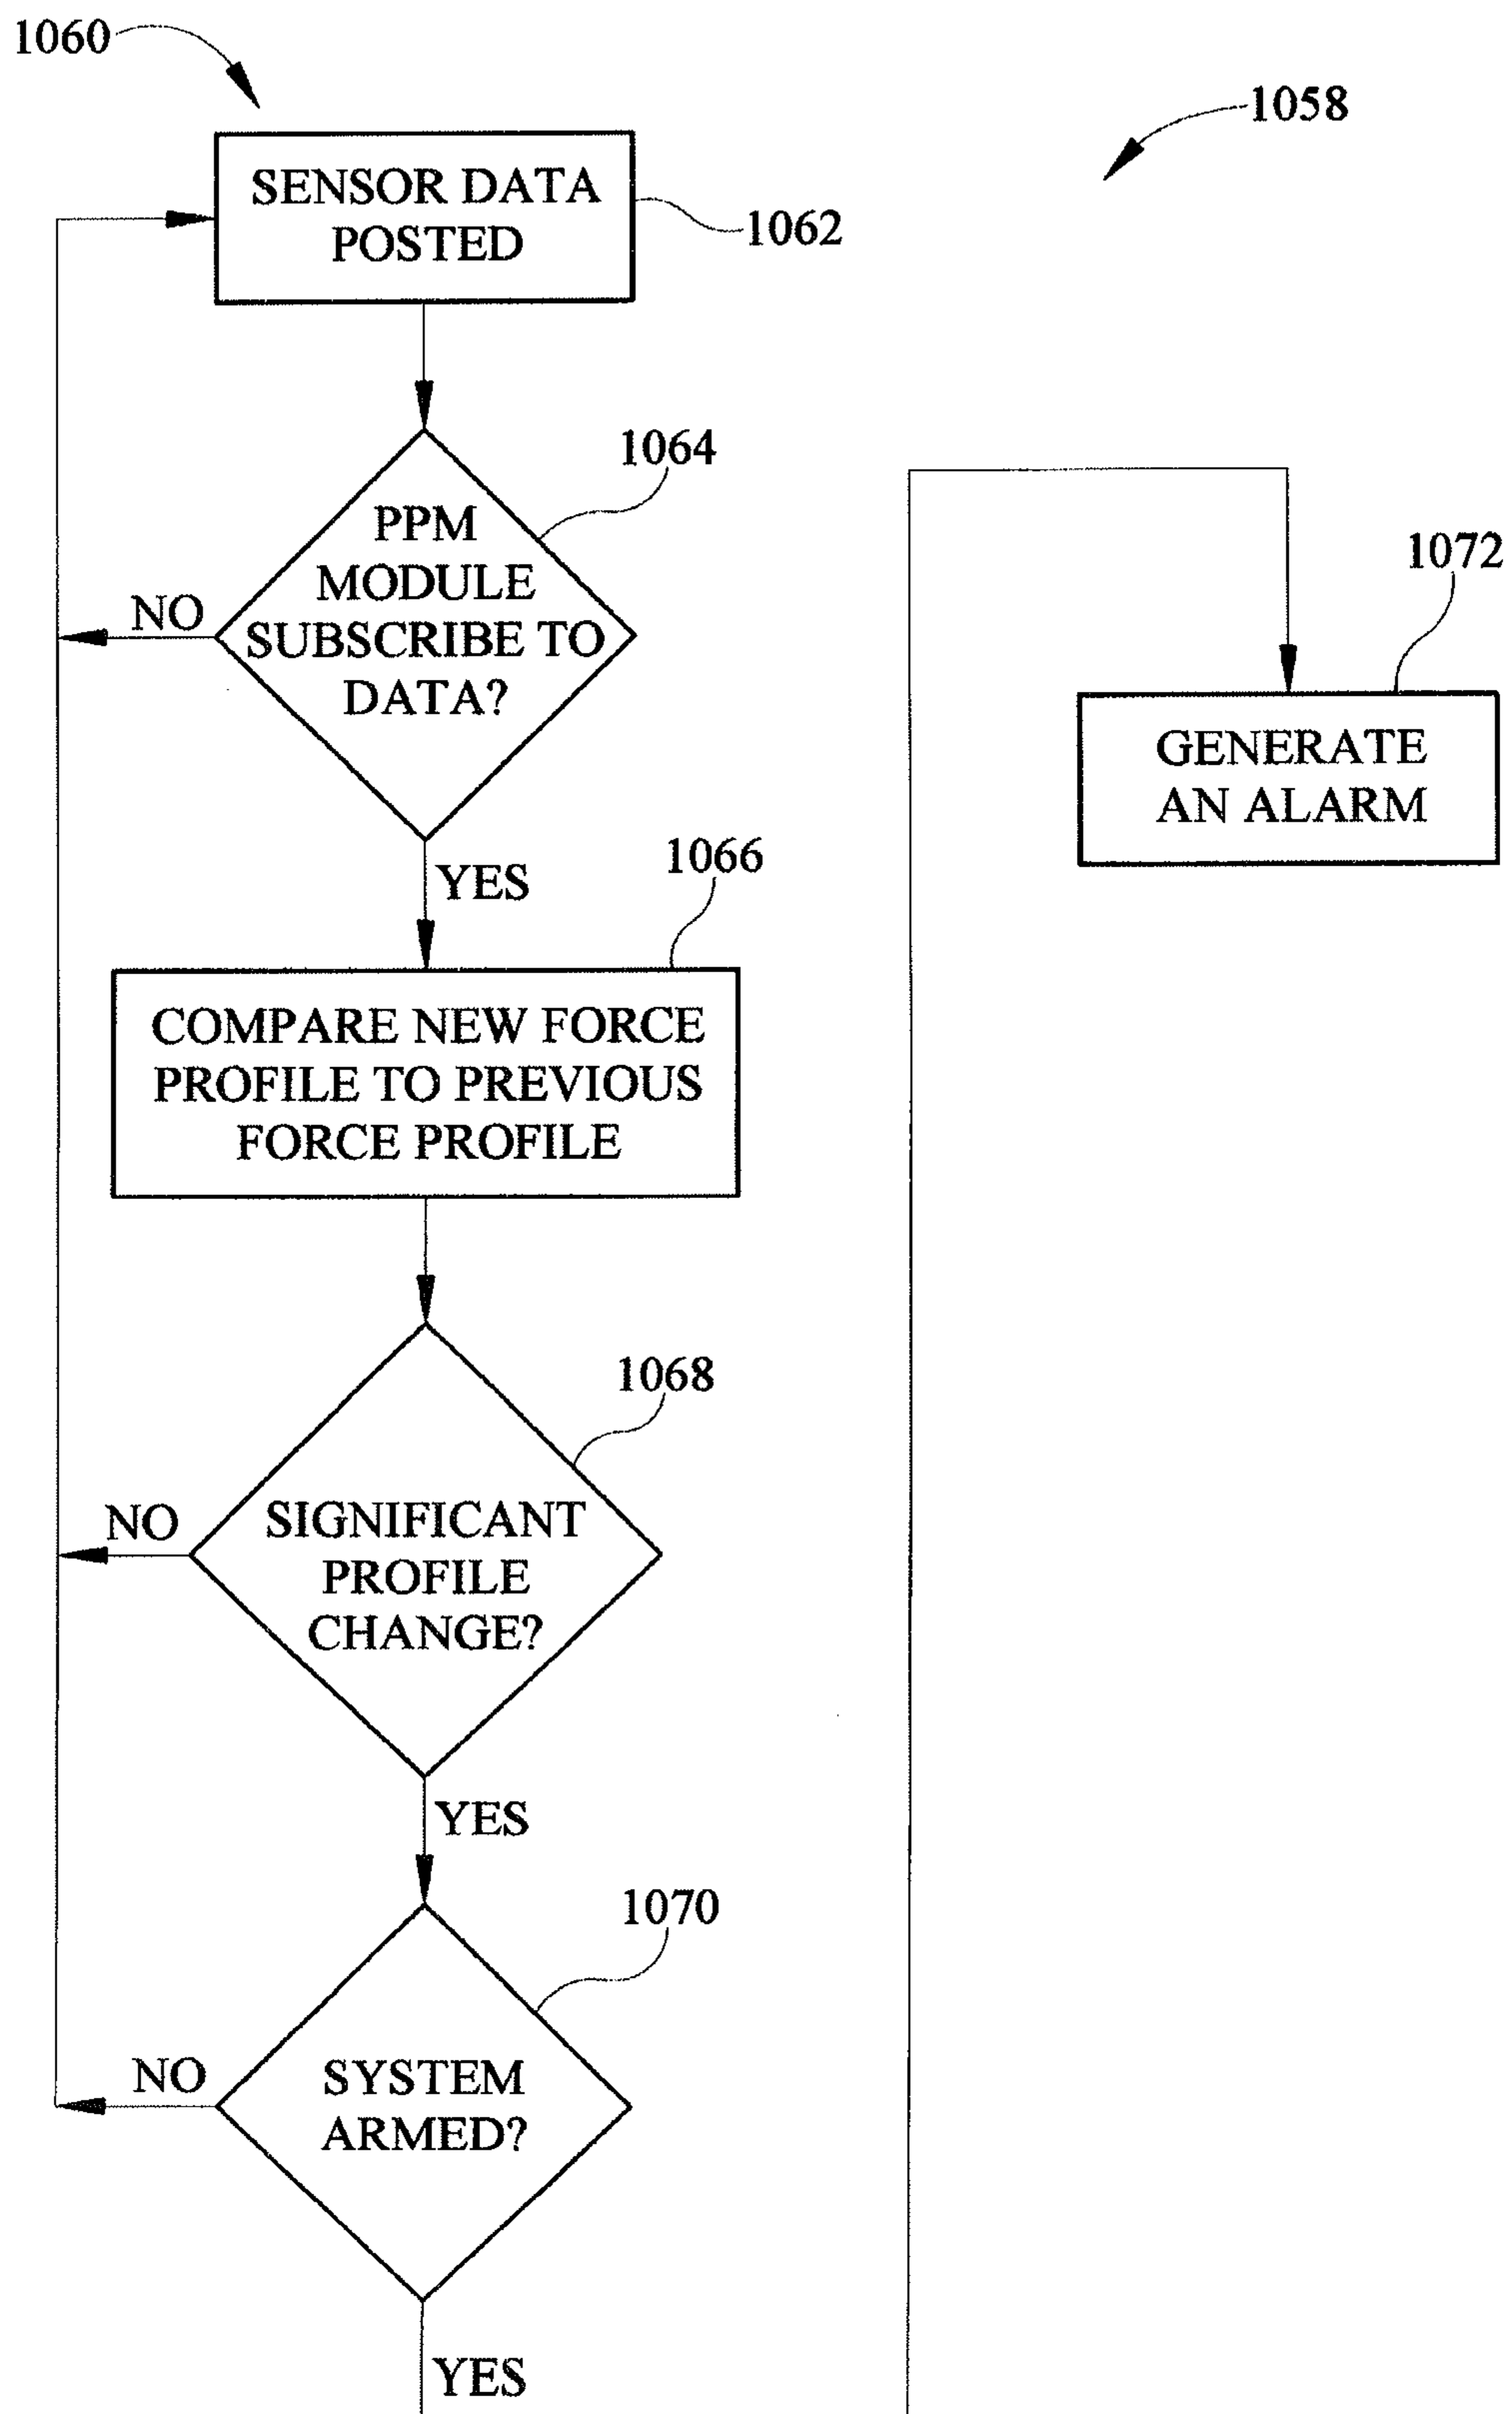 1060
1058
SENSOR DATA
POSTED
1062
1064
PPM
MODULE
SUBSCRIBE TO
DATA?
NO
YES
1066
COMPARE NEW FORCE
PROFILE TO PREVIOUS
FORCE PROFILE
1068
SIGNIFICANT
PROFILE
CHANGE?
NO
YES
1070
SYSTEM
ARMED?
NO
YES
1072
GENERATE
AN ALARM